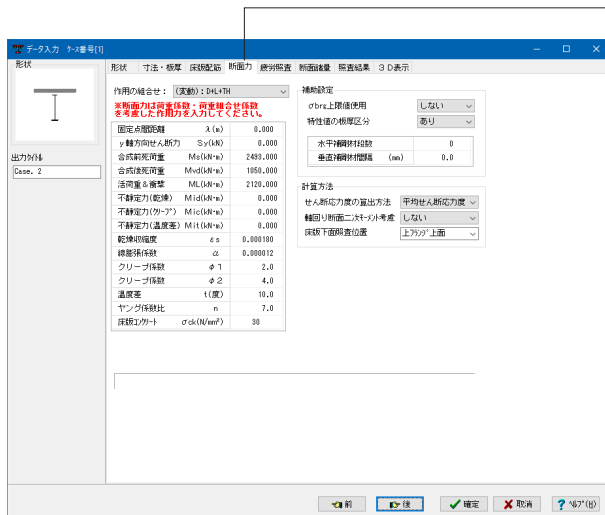 データ入力 ケース番号[1]
形状
出力ﾀｲﾄﾙ
Case. 2
形状 寸法・板厚 床版配筋 断面力 疲労照査 断面諸量 照査結果 3D表示
作用の組合せ： (変動)：D+L+TH
※断面力は荷重係数・荷重組合せ係数
を考慮した作用力を入力してください。
固定点間距離 λ(m) 0.000
y軸方向せん断力 Sy(kN) 0.000
合成前死荷重 Ms(kN･m) 2493.000
合成後死荷重 Mvd(kN･m) 1050.000
活荷重＆衝撃 ML(kN･m) 2120.000
不静定力(乾燥) Mid(kN･m) 0.000
不静定力(ｸﾘｰﾌﾟ) Mic(kN･m) 0.000
不静定力(温度差) Mit(kN･m) 0.000
乾燥収縮度 εs 0.000180
線膨張係数 α 0.000012
クリープ係数 φ1 2.0
クリープ係数 φ2 4.0
温度差 t(度) 10.0
ヤング係数比 n 7.0
床版ｺﾝｸﾘｰﾄ σck(N/mm²) 30
補助設定
σbrg上限値使用 しない
特性値の板厚区分 あり
水平補剛材段数 0
垂直補剛材間隔 (mm) 0.0
計算方法
せん断応力度の算出方法 平均せん断応力度
軸回り断面二次ﾓｰﾒﾝﾄ考慮 しない
床版下面照査位置 上ﾌﾗﾝｼﾞ上面
前 後 確定 取消 ﾍﾙﾌﾟ(H)